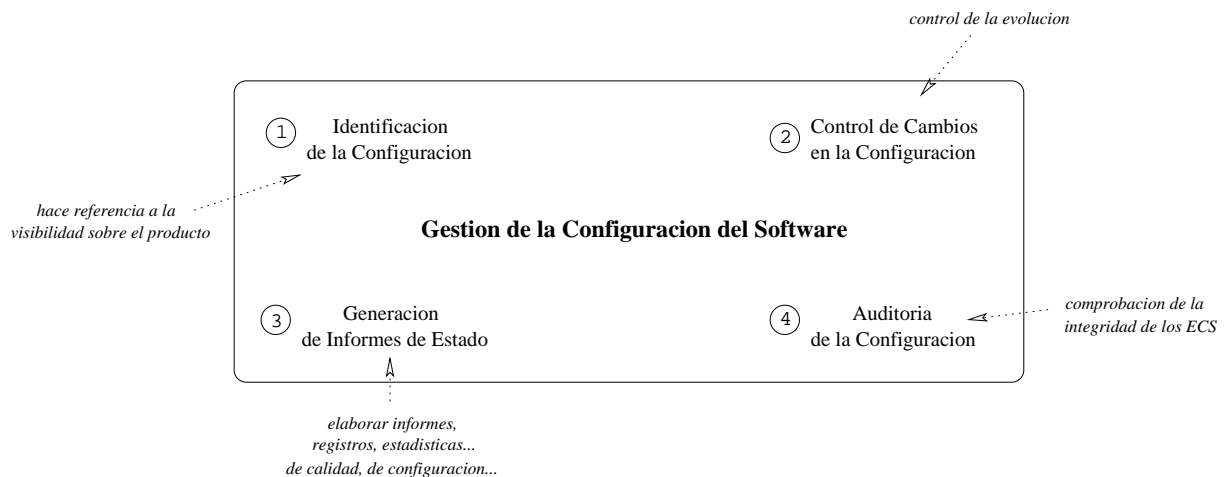 control de la evolucion
1
Identificacion
de la Configuracion
2
Control de Cambios
en la Configuracion
hace referencia a la
visibilidad sobre el producto
Gestion de la Configuracion del Software
3
Generacion
de Informes de Estado
4
Auditoria
de la Configuracion
comprobacion de la
integridad de los ECS
elaborar informes,
registros, estadisticas...
de calidad, de configuracion...